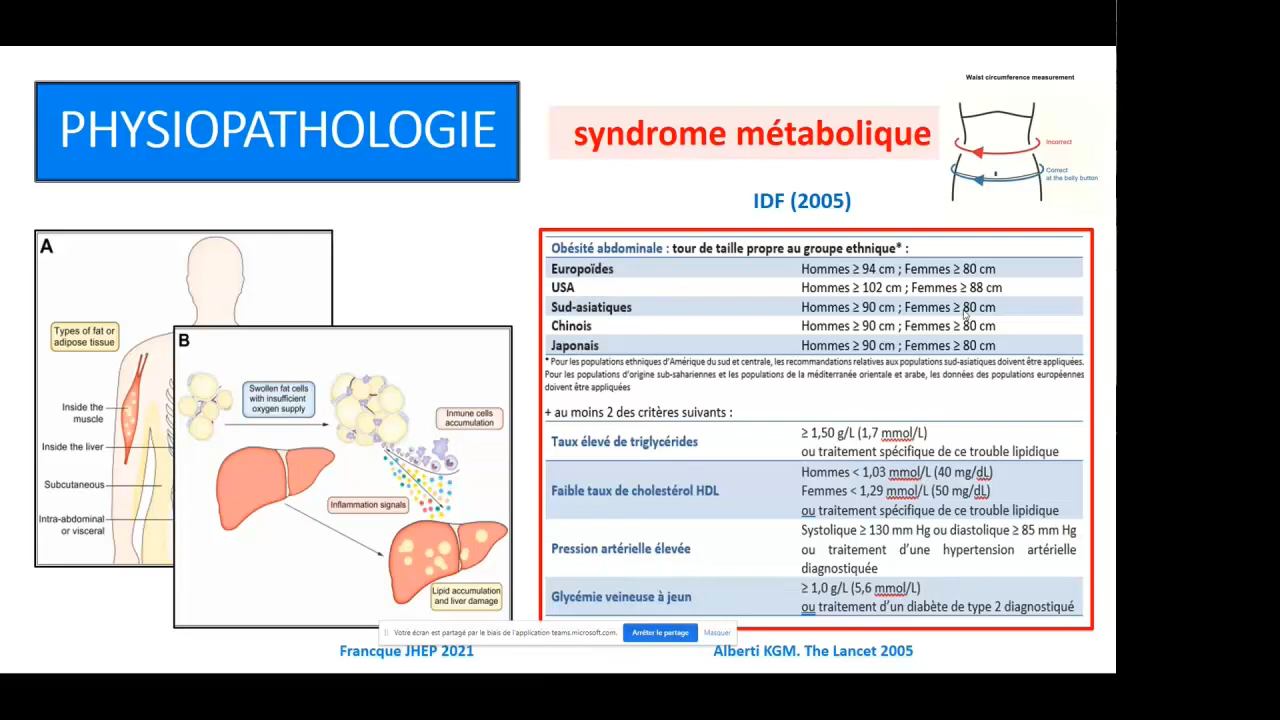 PHYSIOPATHOLOGIE
syndrome métabolique
Waist circumference measurement
Incorrect
Correct
at the belly button
IDF (2005)
A
Types of fat or
adipose tissue
Inside the
muscle
Inside the liver
Subcutaneous
Intra-abdominal
or visceral
B
Swollen fat cells
with insufficient
oxygen supply
Inmune cells
accumulation
Inflammation signals
Lipid accumulation
and liver damage
Obésité abdominale : tour de taille propre au groupe ethnique* :
Europoïdes Hommes ≥ 94 cm ; Femmes ≥ 80 cm
USA Hommes ≥ 102 cm ; Femmes ≥ 88 cm
Sud-asiatiques Hommes ≥ 90 cm ; Femmes ≥ 80 cm
Chinois Hommes ≥ 90 cm ; Femmes ≥ 80 cm
Japonais Hommes ≥ 90 cm ; Femmes ≥ 80 cm
* Pour les populations ethniques d'Amérique du sud et centrale, les recommandations relatives aux populations sud-asiatiques doivent être appliquées.
Pour les populations d'origine sub-sahariennes et les populations de la méditerranée orientale et arabe, les données des populations européennes
doivent être appliquées
+ au moins 2 des critères suivants :
Taux élevé de triglycérides
≥ 1,50 g/L (1,7 mmol/L)
ou traitement spécifique de ce trouble lipidique
Faible taux de cholestérol HDL
Hommes < 1,03 mmol/L (40 mg/dL)
Femmes < 1,29 mmol/L (50 mg/dL)
ou traitement spécifique de ce trouble lipidique
Pression artérielle élevée
Systolique ≥ 130 mm Hg ou diastolique ≥ 85 mm Hg
ou traitement d'une hypertension artérielle
diagnostiquée
Glycémie veineuse à jeun
≥ 1,0 g/L (5,6 mmol/L)
ou traitement d'un diabète de type 2 diagnostiqué
Votre écran est partagé par le biais de l'application teams.microsoft.com. Arrêter le partage Masquer
Francque JHEP 2021
Alberti KGM. The Lancet 2005